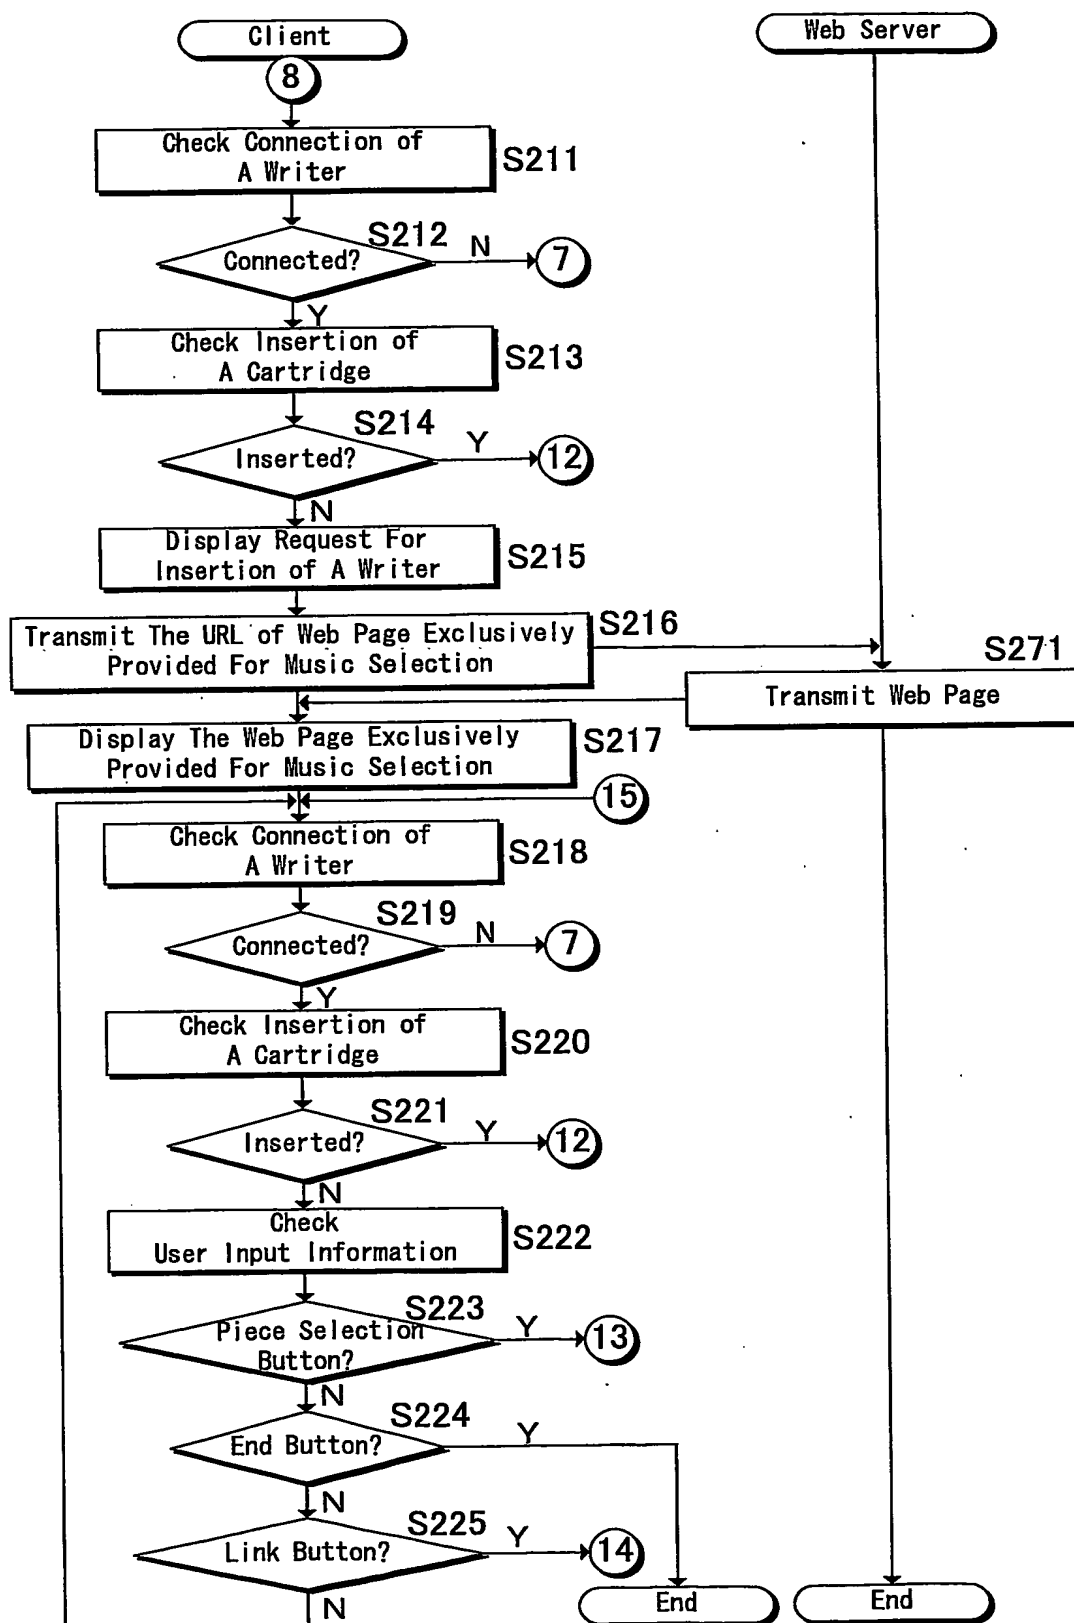 Client
Web Server
8
Check Connection of
A Writer
S211
S212
Connected?
N
7
Y
Check Insertion of
A Cartridge
S213
S214
Inserted?
Y
12
N
Display Request For
Insertion of A Writer
S215
Transmit The URL of Web Page Exclusively
Provided For Music Selection
S216
S271
Transmit Web Page
Display The Web Page Exclusively
Provided For Music Selection
S217
15
Check Connection of
A Writer
S218
S219
Connected?
N
7
Y
Check Insertion of
A Cartridge
S220
S221
Inserted?
Y
12
N
Check
User Input Information
S222
S223
Piece Selection
Button?
Y
13
N
S224
End Button?
Y
N
S225
Link Button?
Y
14
N
End
End